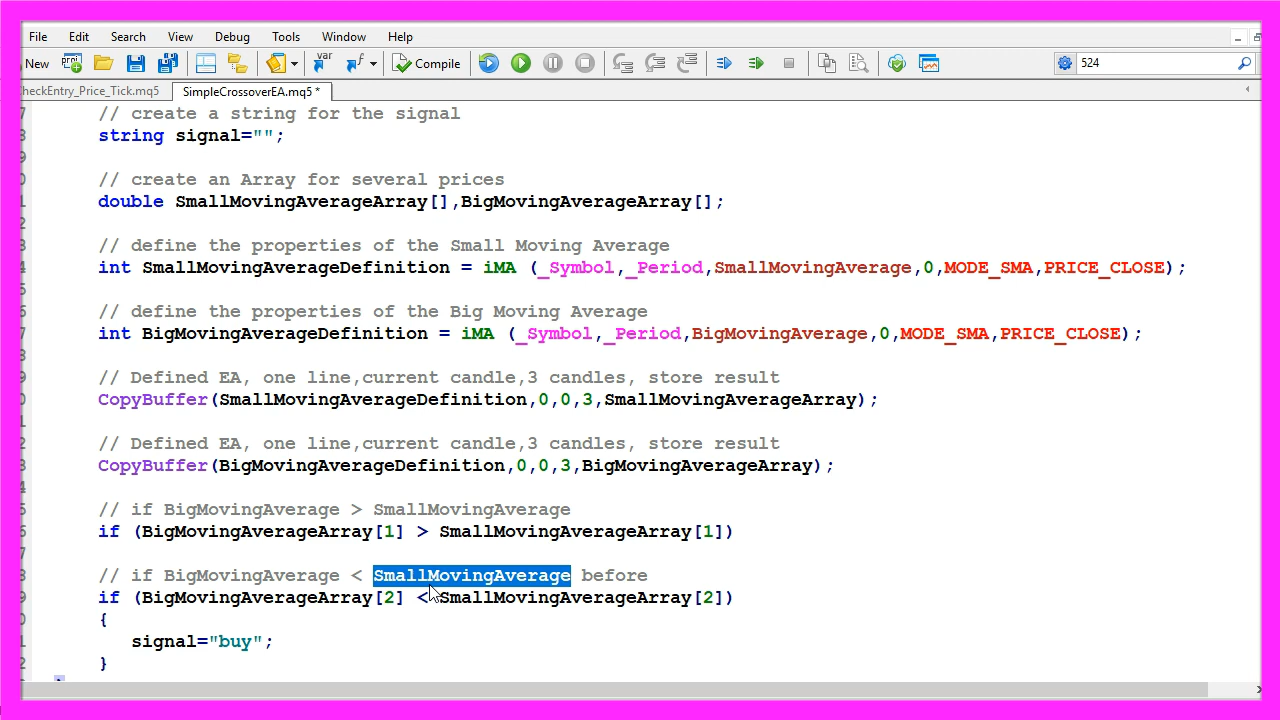 File Edit Search View Debug Tools Window Help
New Compile 524
heckEntry_Price_Tick.mq5 SimpleCrossoverEA.mq5 *
// create a string for the signal
string signal="";
// create an Array for several prices
double SmallMovingAverageArray[],BigMovingAverageArray[];
// define the properties of the Small Moving Average
int SmallMovingAverageDefinition = iMA (_Symbol,_Period,SmallMovingAverage,0,MODE_SMA,PRICE_CLOSE);
// define the properties of the Big Moving Average
int BigMovingAverageDefinition = iMA (_Symbol,_Period,BigMovingAverage,0,MODE_SMA,PRICE_CLOSE);
// Defined EA, one line,current candle,3 candles, store result
CopyBuffer(SmallMovingAverageDefinition,0,0,3,SmallMovingAverageArray);
// Defined EA, one line,current candle,3 candles, store result
CopyBuffer(BigMovingAverageDefinition,0,0,3,BigMovingAverageArray);
// if BigMovingAverage > SmallMovingAverage
if (BigMovingAverageArray[1] > SmallMovingAverageArray[1])
// if BigMovingAverage < SmallMovingAverage before
if (BigMovingAverageArray[2] < SmallMovingAverageArray[2])
{
signal="buy";
}